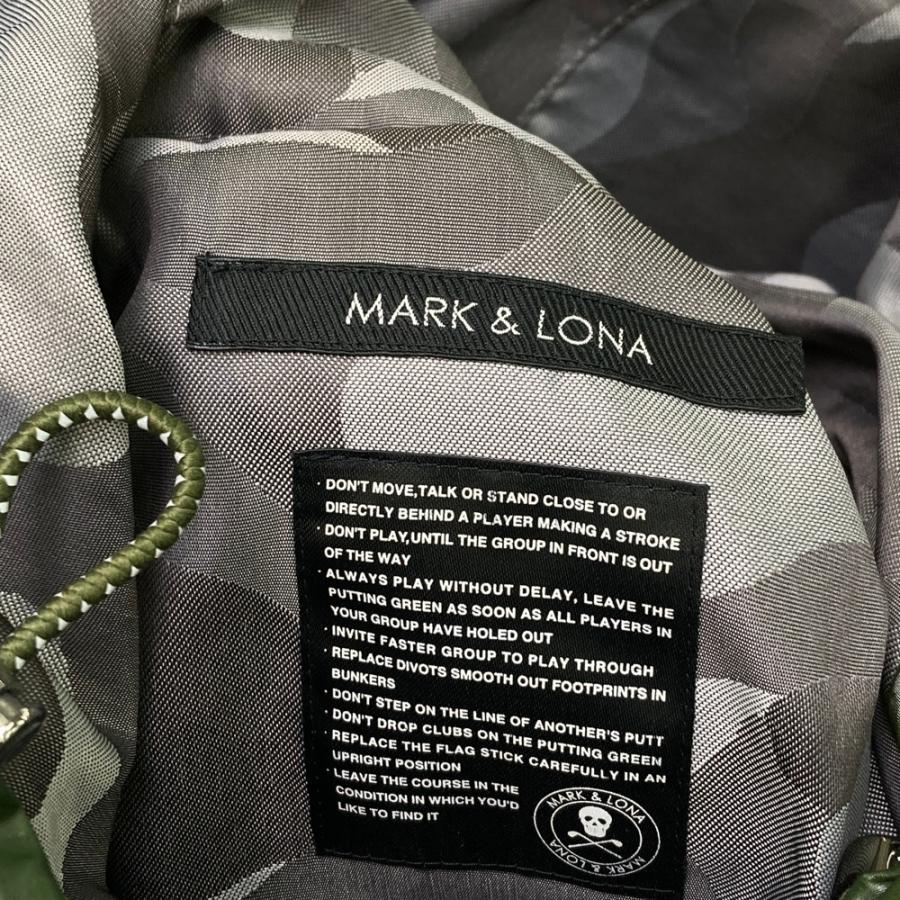 MARK & LONA
· DON'T MOVE,TALK OR STAND CLOSE TO OR
DIRECTLY BEHIND A PLAYER MAKING A STROKE
· DON'T PLAY,UNTIL THE GROUP IN FRONT IS OUT
OF THE WAY
· ALWAYS PLAY WITHOUT DELAY, LEAVE THE
PUTTING GREEN AS SOON AS ALL PLAYERS IN
YOUR GROUP HAVE HOLED OUT
· INVITE FASTER GROUP TO PLAY THROUGH
· REPLACE DIVOTS SMOOTH OUT FOOTPRINTS IN
BUNKERS
· DON'T STEP ON THE LINE OF ANOTHER'S PUTT
· DON'T DROP CLUBS ON THE PUTTING GREEN
· REPLACE THE FLAG STICK CAREFULLY IN AN
UPRIGHT POSITION
· LEAVE THE COURSE IN THE
CONDITION IN WHICH YOU'D
LIKE TO FIND IT
MARK & LONA
MARK & LONA